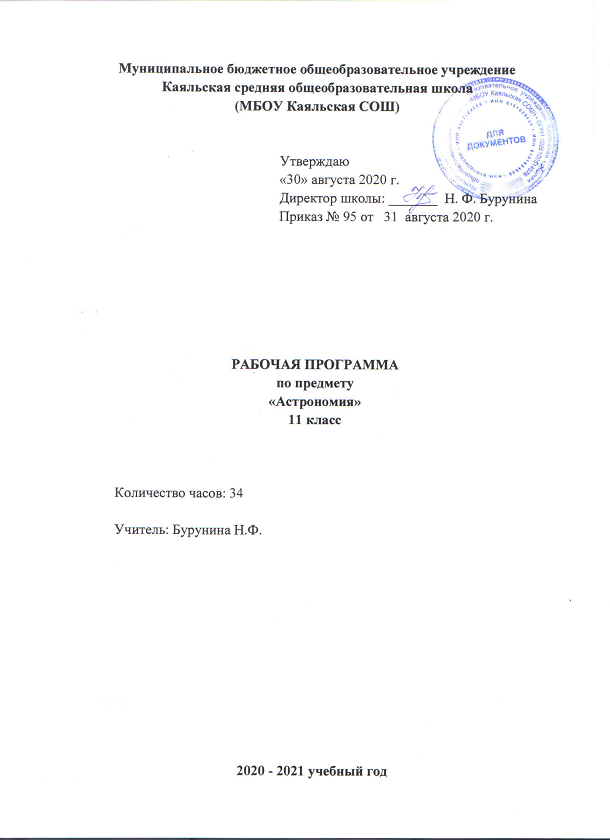 Муниципальное бюджетное общеобразовательное учреждение
Каяльская средняя общеобразовательная школа
(МБОУ Каяльская СОШ)
ДЛЯ
ДОКУМЕНТОВ
Утверждаю
«30» августа 2020 г.
Директор школы: _______ Н. Ф. Бурунина
Приказ № 95 от 31 августа 2020 г.
РАБОЧАЯ ПРОГРАММА
по предмету
«Астрономия»
11 класс
Количество часов: 34
Учитель: Бурунина Н.Ф.
2020 - 2021 учебный год